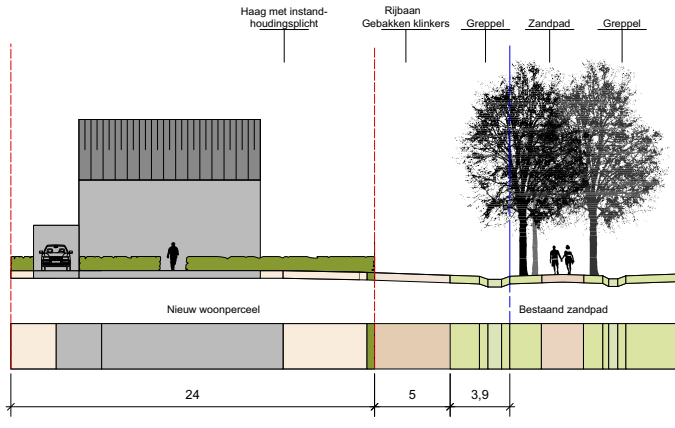 Haag met instand-
houdingsplicht
Rijbaan
Gebakken klinkers
Greppel
Zandpad
Greppel
Nieuw woonperceel
Bestaand zandpad
24
5
3,9